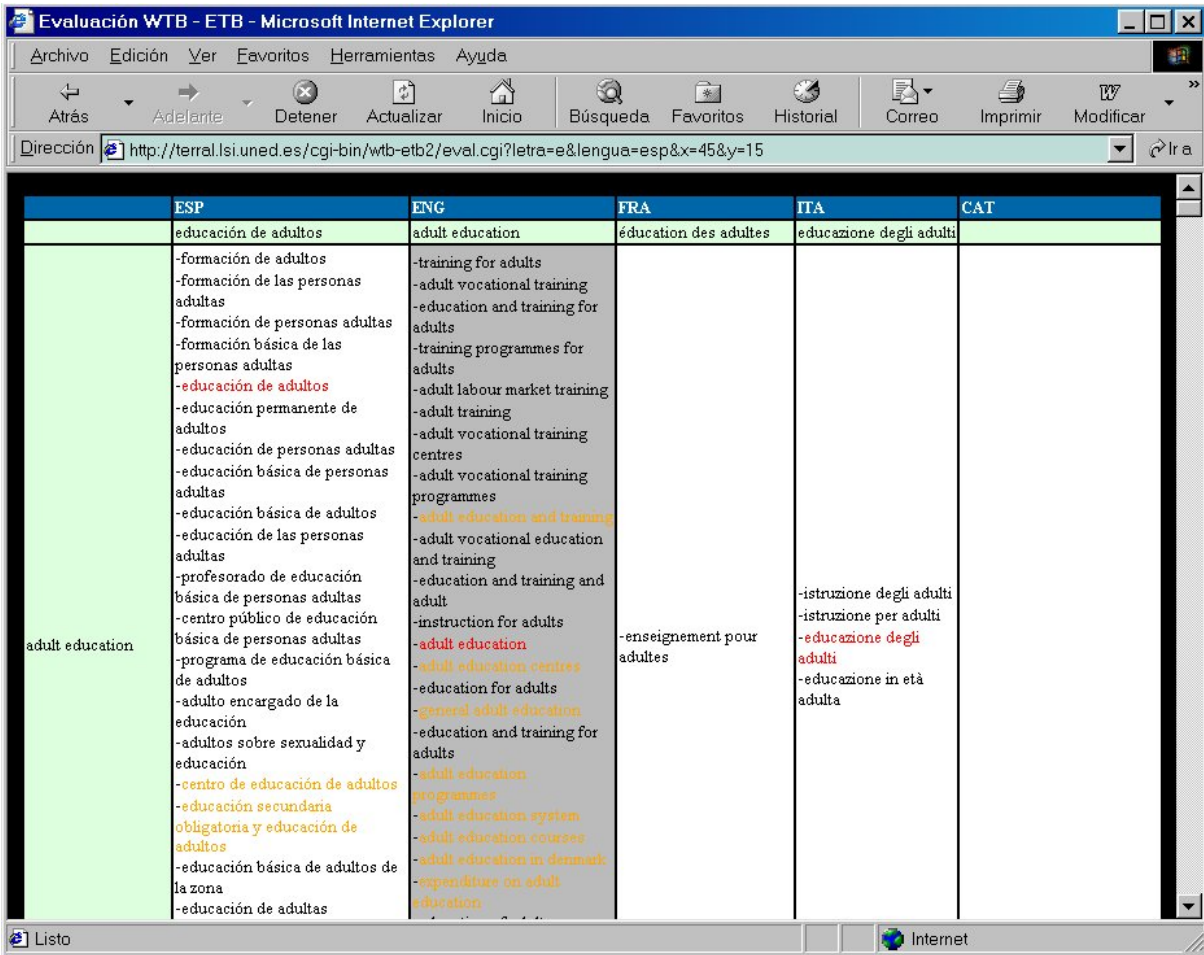 Evaluación WTB - ETB - Microsoft Internet Explorer
Archivo Edición Ver Favoritos Herramientas Ayuda
Atrás Adelante Detener Actualizar Inicio Búsqueda Favoritos Historial Correo Imprimir Modificar »
Dirección http://terral.lsi.uned.es/cgi-bin/wtb-etb2/eval.cgi?letra=e&lengua=esp&x=45&y=15 Ir a
ESP ENG FRA ITA CAT
educación de adultos adult education éducation des adultes educazione degli adulti
adult education
-formación de adultos
-formación de las personas
adultas
-formación de personas adultas
-formación básica de las
personas adultas
-educación de adultos
-educación permanente de
adultos
-educación de personas adultas
-educación básica de personas
adultas
-educación básica de adultos
-educación de las personas
adultas
-profesorado de educación
básica de personas adultas
-centro público de educación
básica de personas adultas
-programa de educación básica
de adultos
-adulto encargado de la
educación
-adultos sobre sexualidad y
educación
-centro de educación de adultos
-educación secundaria
obligatoria y educación de
adultos
-educación básica de adultos de
la zona
-educación de adultas
-training for adults
-adult vocational training
-education and training for
adults
-training programmes for
adults
-adult labour market training
-adult training
-adult vocational training
centres
-adult vocational training
programmes
-adult education and training
-adult vocational education
and training
-education and training and
adult
-instruction for adults
-adult education
-adult education centres
-education for adults
-general adult education
-education and training for
adults
-adult education
programmes
-adult education system
-adult education courses
-adult education in denmark
-expenditure on adult
education
-enseignement pour
adultes
-istruzione degli adulti
-istruzione per adulti
-educazione degli
adulti
-educazione in età
adulta
Listo Internet